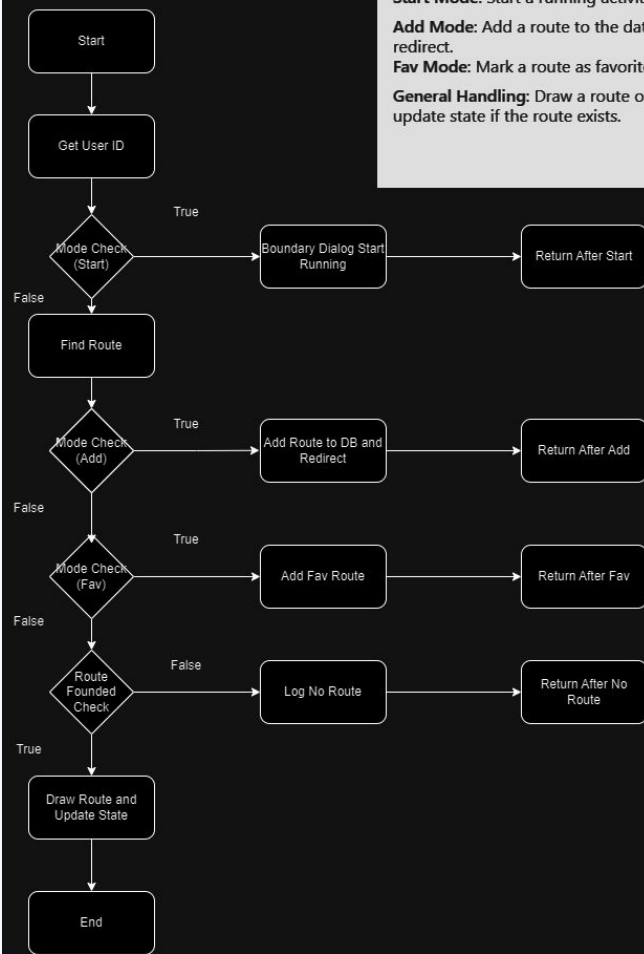 Start Mode: Start a running activit
Add Mode: Add a route to the dat
redirect.
Fav Mode: Mark a route as favorite
General Handling: Draw a route o
update state if the route exists.
Start
Get User ID
True
Mode Check
(Start)
Boundary Dialog Start
Running
Return After Start
False
Find Route
True
Mode Check
(Add)
Add Route to DB and
Redirect
Return After Add
False
True
Mode Check
(Fav)
Add Fav Route
Return After Fav
False
False
Route
Founded
Check
Log No Route
Return After No
Route
True
Draw Route and
Update State
End